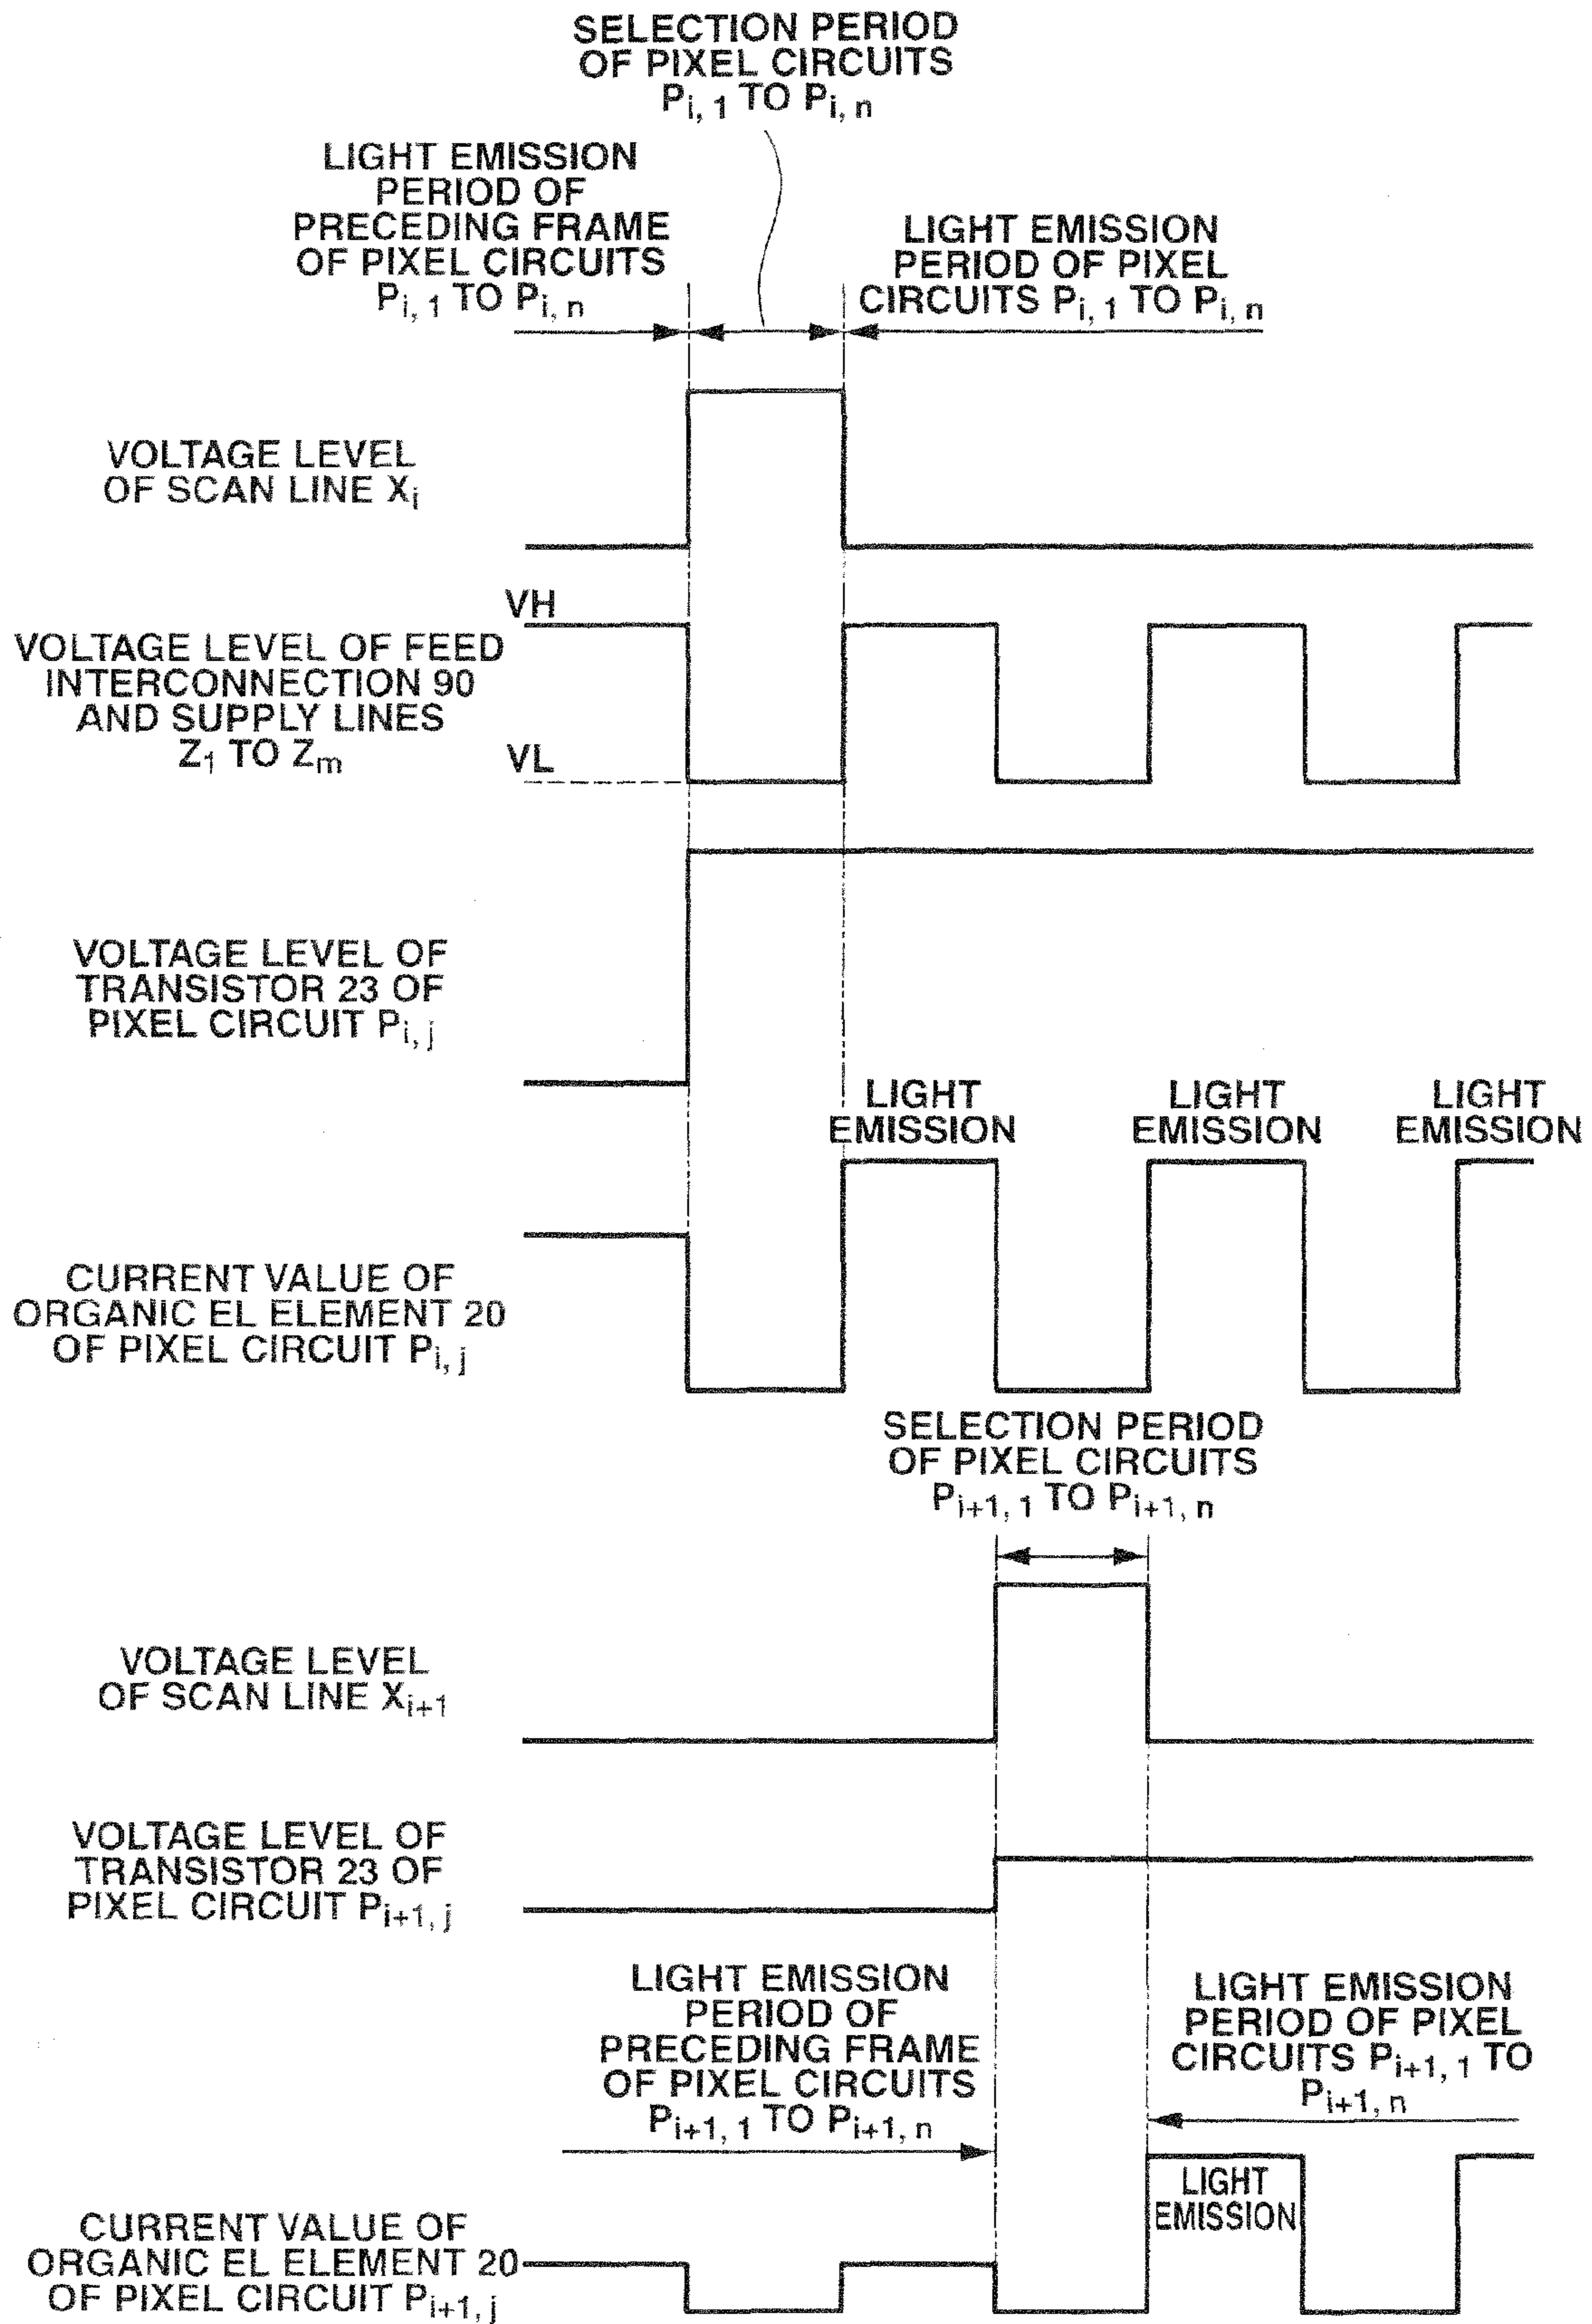 SELECTION PERIOD
OF PIXEL CIRCUITS
Pi, 1 TO Pi, n
LIGHT EMISSION
PERIOD OF
PRECEDING FRAME
OF PIXEL CIRCUITS
Pi, 1 TO Pi, n
LIGHT EMISSION
PERIOD OF PIXEL
CIRCUITS Pi, 1 TO Pi, n
VOLTAGE LEVEL
OF SCAN LINE Xi
VH
VOLTAGE LEVEL OF FEED
INTERCONNECTION 90
AND SUPPLY LINES
Z1 TO Zm
VL
VOLTAGE LEVEL OF
TRANSISTOR 23 OF
PIXEL CIRCUIT Pi, j
LIGHT
EMISSION
LIGHT
EMISSION
LIGHT
EMISSION
CURRENT VALUE OF
ORGANIC EL ELEMENT 20
OF PIXEL CIRCUIT Pi, j
SELECTION PERIOD
OF PIXEL CIRCUITS
Pi+1, 1 TO Pi+1, n
VOLTAGE LEVEL
OF SCAN LINE Xi+1
VOLTAGE LEVEL OF
TRANSISTOR 23 OF
PIXEL CIRCUIT Pi+1, j
LIGHT EMISSION
PERIOD OF
PRECEDING FRAME
OF PIXEL CIRCUITS
Pi+1, 1 TO Pi+1, n
LIGHT EMISSION
PERIOD OF PIXEL
CIRCUITS Pi+1, 1 TO
Pi+1, n
LIGHT
EMISSION
CURRENT VALUE OF
ORGANIC EL ELEMENT 20
OF PIXEL CIRCUIT Pi+1, j